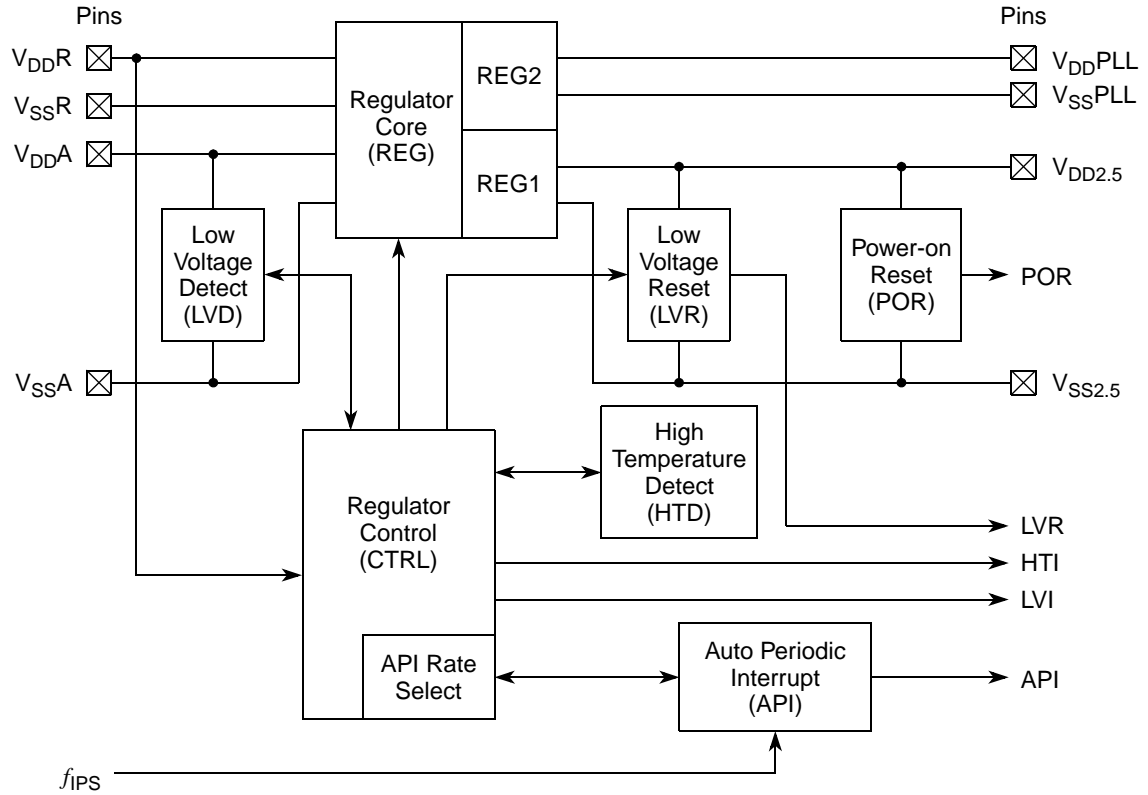 Pins
Pins
VDDR
VSSR
VDDA
VSSA
Regulator
Core
(REG)
REG2
REG1
VDDPLL
VSSPLL
VDD2.5
Low
Voltage
Detect
(LVD)
Low
Voltage
Reset
(LVR)
Power-on
Reset
(POR)
POR
VSS2.5
High
Temperature
Detect
(HTD)
Regulator
Control
(CTRL)
LVR
HTI
LVI
API Rate
Select
Auto Periodic
Interrupt
(API)
API
fIPS